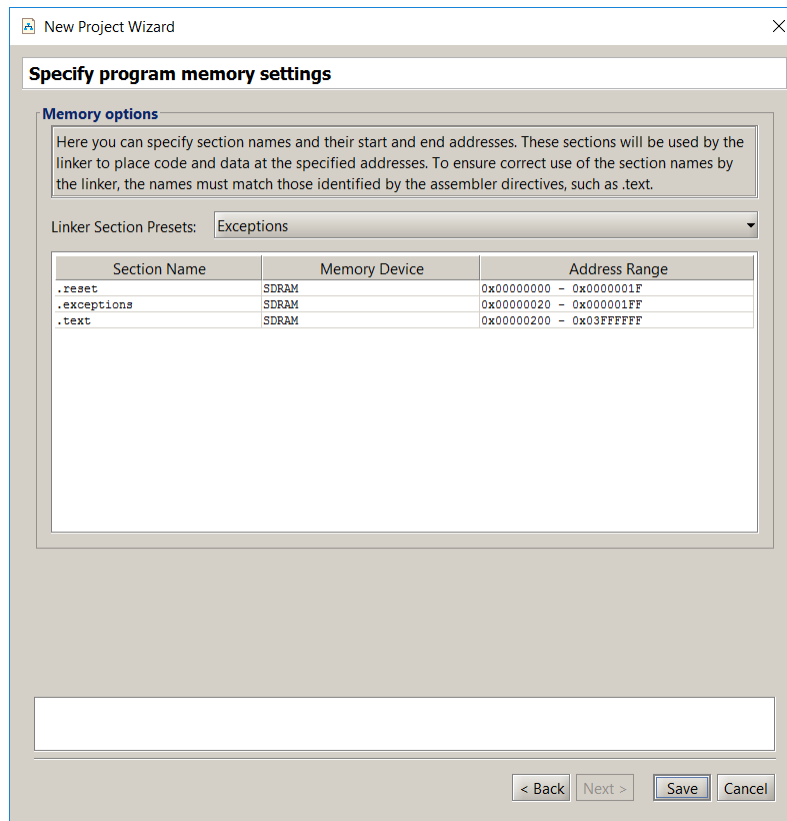 New Project Wizard
Specify program memory settings
Memory options
Here you can specify section names and their start and end addresses. These sections will be used by the
linker to place code and data at the specified addresses. To ensure correct use of the section names by
the linker, the names must match those identified by the assembler directives, such as .text.
Linker Section Presets: Exceptions
Section Name Memory Device Address Range
.reset SDRAM 0x00000000 - 0x0000001F
.exceptions SDRAM 0x00000020 - 0x000001FF
.text SDRAM 0x00000200 - 0x03FFFFFF
< Back Next > Save Cancel